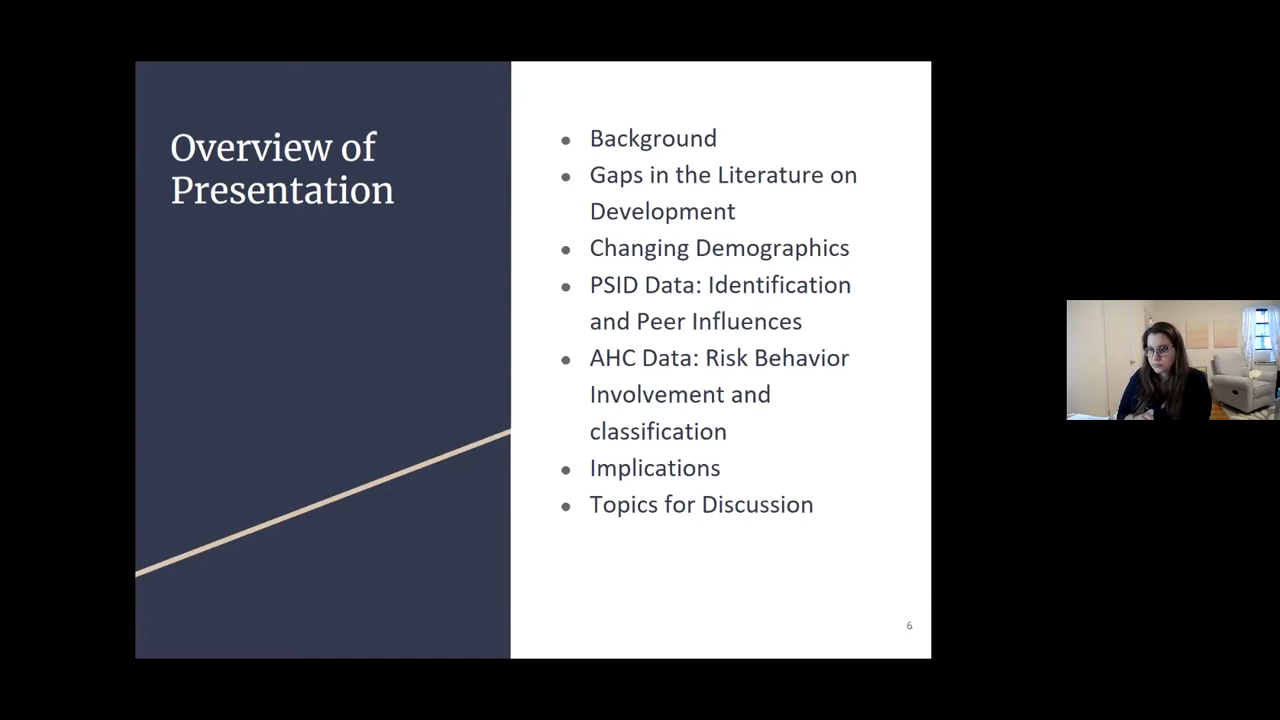 Overview of
Presentation
● Background
● Gaps in the Literature on
Development
● Changing Demographics
● PSID Data: Identification
and Peer Influences
● AHC Data: Risk Behavior
Involvement and
classification
● Implications
● Topics for Discussion
6